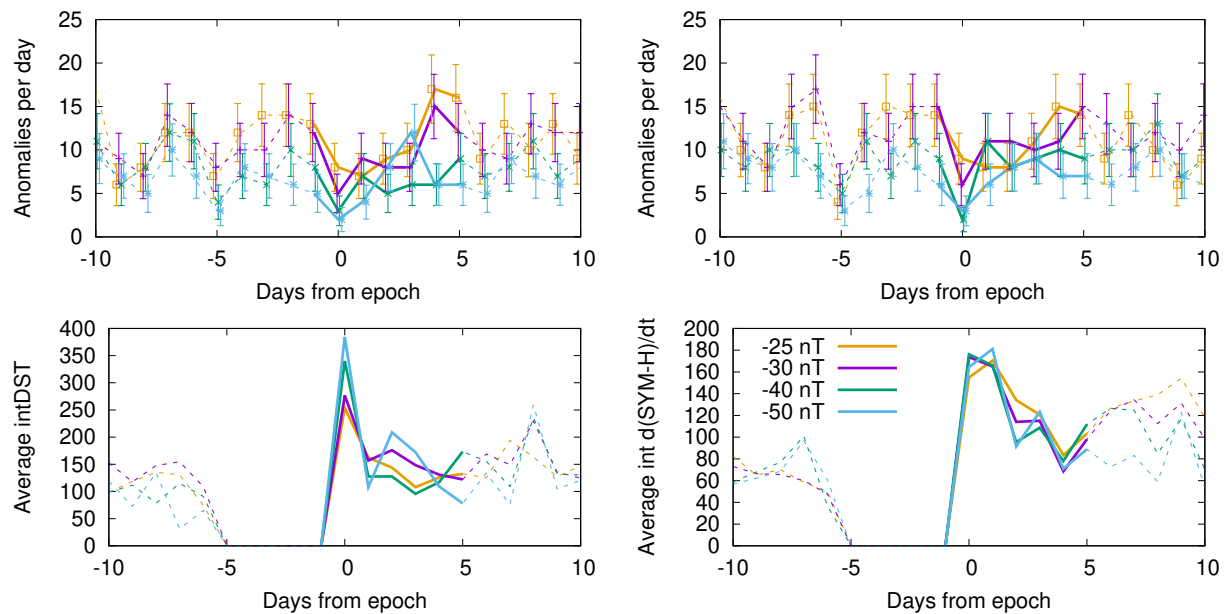 25
20
15
10
5
0
-10 -5 0 5 10
Anomalies per day
Days from epoch
25
20
15
10
5
0
-10 -5 0 5 10
Anomalies per day
Days from epoch
400
350
300
250
200
150
100
50
0
-10 -5 0 5 10
Average intDST
Days from epoch
200
180
160
140
120
100
80
60
40
20
0
-10 -5 0 5 10
Average int d(SYM-H)/dt
Days from epoch
-25 nT
-30 nT
-40 nT
-50 nT